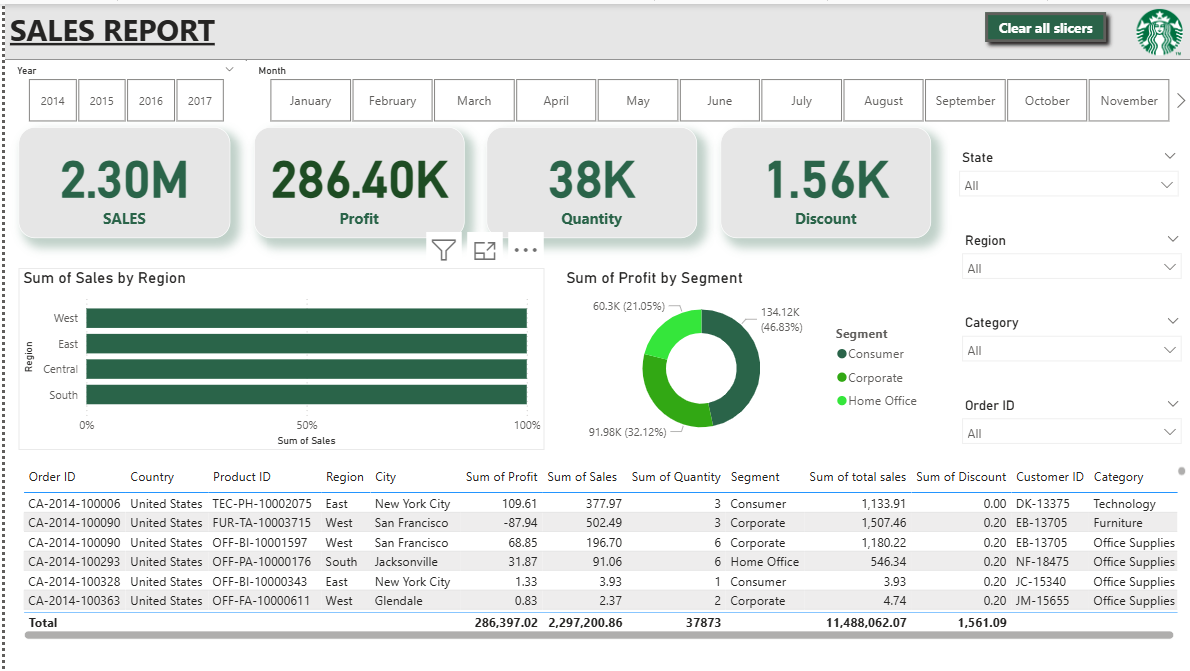 SALES REPORT
Clear all slicers
Year
Month
2014 2015 2016 2017
January February March April May June July August September October November
2.30M
SALES
286.40K
Profit
38K
Quantity
1.56K
Discount
State
All
Region
All
Category
All
Order ID
All
Sum of Sales by Region
Region
West
East
Central
South
0% 50% 100%
Sum of Sales
Sum of Profit by Segment
60.3K (21.05%)
134.12K
(46.83%)
91.98K (32.12%)
Segment
Consumer
Corporate
Home Office
Order ID Country Product ID Region City Sum of Profit Sum of Sales Sum of Quantity Segment Sum of total sales Sum of Discount Customer ID Category
CA-2014-100006 United States TEC-PH-10002075 East New York City 109.61 377.97 3 Consumer 1,133.91 0.00 DK-13375 Technology
CA-2014-100090 United States FUR-TA-10003715 West San Francisco -87.94 502.49 3 Corporate 1,507.46 0.20 EB-13705 Furniture
CA-2014-100090 United States OFF-BI-10001597 West San Francisco 68.85 196.70 6 Corporate 1,180.22 0.20 EB-13705 Office Supplies
CA-2014-100293 United States OFF-PA-10000176 South Jacksonville 31.87 91.06 6 Home Office 546.34 0.20 NF-18475 Office Supplies
CA-2014-100328 United States OFF-BI-10000343 East New York City 1.33 3.93 1 Consumer 3.93 0.20 JC-15340 Office Supplies
CA-2014-100363 United States OFF-FA-10000611 West Glendale 0.83 2.37 2 Corporate 4.74 0.20 JM-15655 Office Supplies
Total 286,397.02 2,297,200.86 37873 11,488,062.07 1,561.09